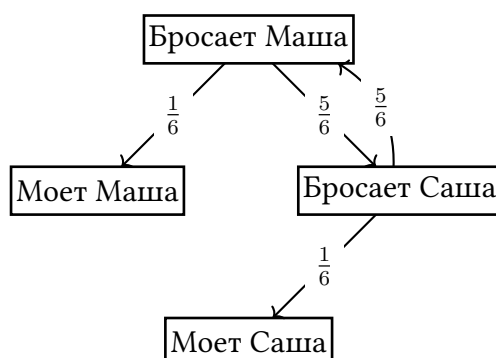 Бросает Маша
1/6
5/6
5/6
Моет Маша
Бросает Саша
1/6
Моет Саша